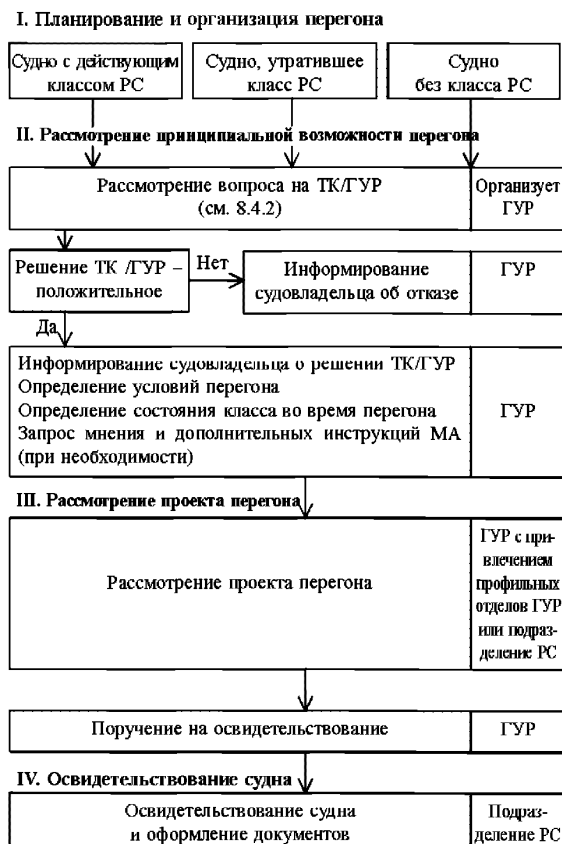 I. Планирование и организация перегона
Судно с действующим
классом РС
Судно, утратившее
класс РС
Судно
без класса РС
II. Рассмотрение принципиальной возможности перегона
Рассмотрение вопроса на ТК/ГУР
(см. 8.4.2)
Организует
ГУР
Решение ТК /ГУР –
положительное
Нет
Информирование
судовладельца об отказе
ГУР
Да
Информирование судовладельца о решении ТК/ГУР
Определение условий перегона
Определение состояния класса во время перегона
Запрос мнения и дополнительных инструкций МА
(при необходимости)
ГУР
III. Рассмотрение проекта перегона
Рассмотрение проекта перегона
ГУР с при-
влечением
профильных
отделов ГУР
или подраз-
деление РС
Поручение на освидетельствование
ГУР
IV. Освидетельствование судна
Освидетельствование судна
и оформление документов
Подраз-
деление РС